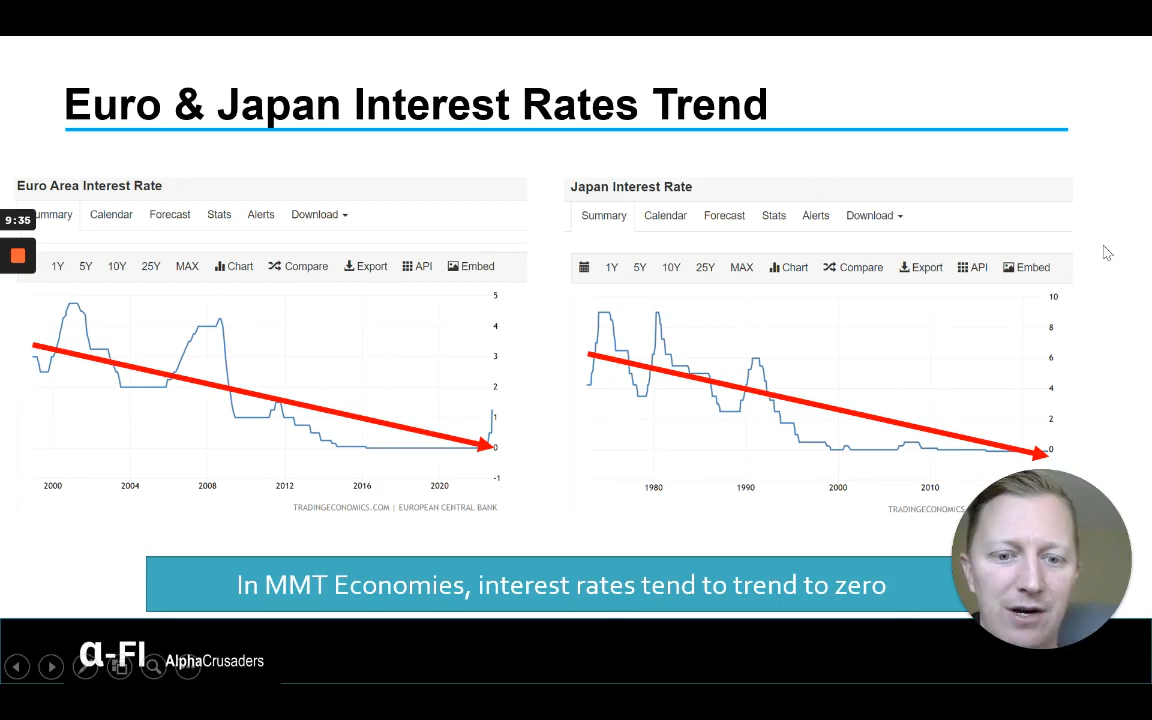 Euro & Japan Interest Rates Trend
Euro Area Interest Rate
9:35
ummary Calendar Forecast Stats Alerts Download
1Y 5Y 10Y 25Y MAX Chart Compare Export API Embed
5
4
3
2
1
0
-1
2000 2004 2008 2012 2016 2020
TRADINGECONOMICS.COM | EUROPEAN CENTRAL BANK
Japan Interest Rate
Summary Calendar Forecast Stats Alerts Download
1Y 5Y 10Y 25Y MAX Chart Compare Export API Embed
10
8
6
4
2
0
1980 1990 2000 2010
TRADINGECONOMICS.
In MMT Economies, interest rates tend to trend to zero
α-FI AlphaCrusaders